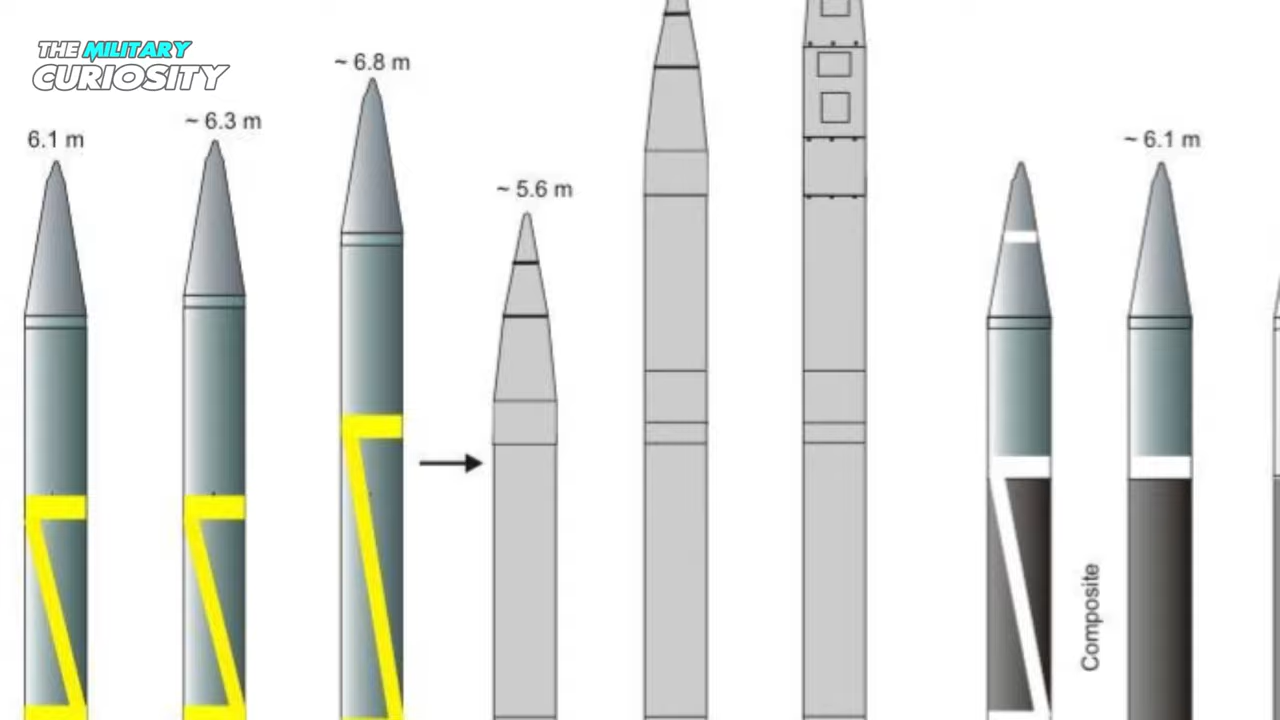 THE MILITARY
CURIOSITY
6.1 m
~ 6.3 m
~ 6.8 m
~ 5.6 m
~ 6.1 m
Composite